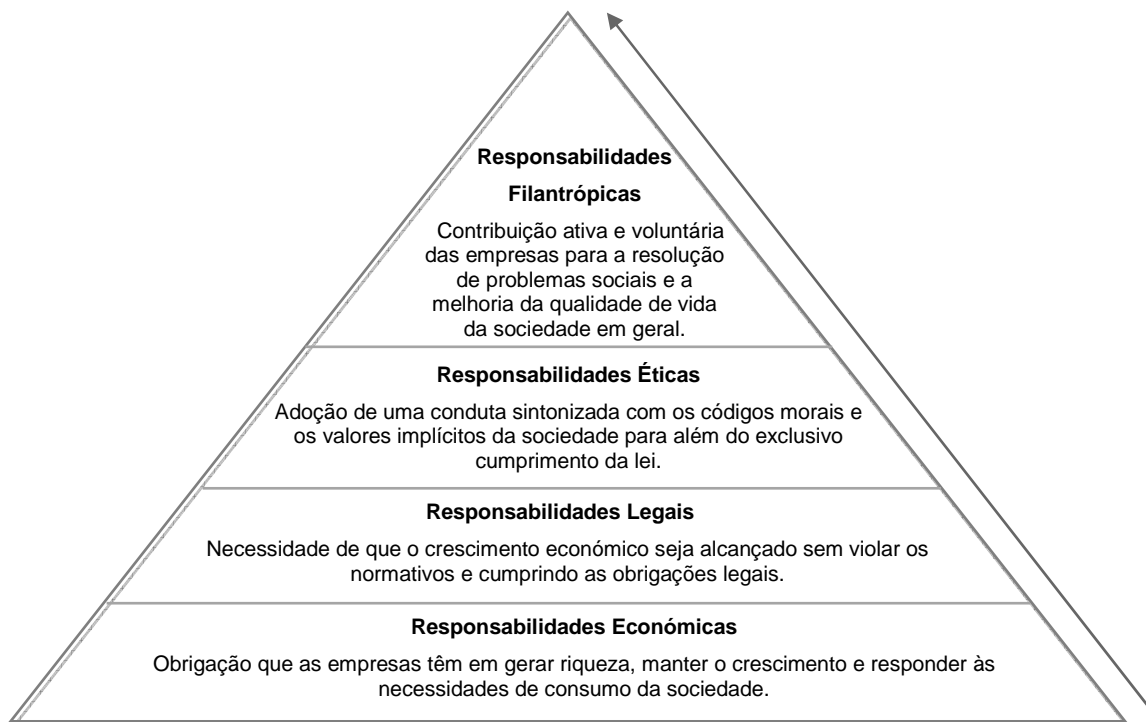 Responsabilidades
Filantrópicas
Contribuição ativa e voluntária
das empresas para a resolução
de problemas sociais e a
melhoria da qualidade de vida
da sociedade em geral.
Responsabilidades Éticas
Adoção de uma conduta sintonizada com os códigos morais e
os valores implícitos da sociedade para além do exclusivo
cumprimento da lei.
Responsabilidades Legais
Necessidade de que o crescimento económico seja alcançado sem violar os
normativos e cumprindo as obrigações legais.
Responsabilidades Económicas
Obrigação que as empresas têm em gerar riqueza, manter o crescimento e responder às
necessidades de consumo da sociedade.